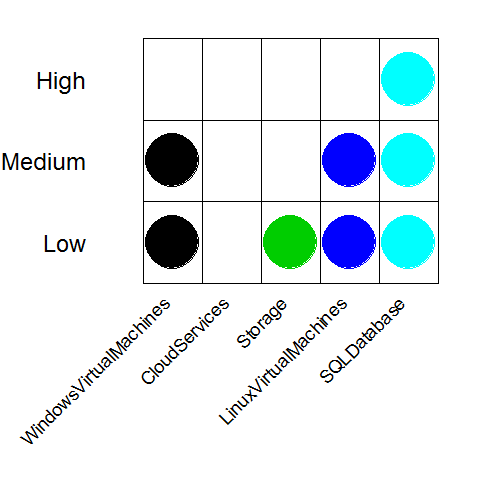 High
Medium
Low
WindowsVirtualMachines
CloudServices
Storage
LinuxVirtualMachines
SQLDatabase